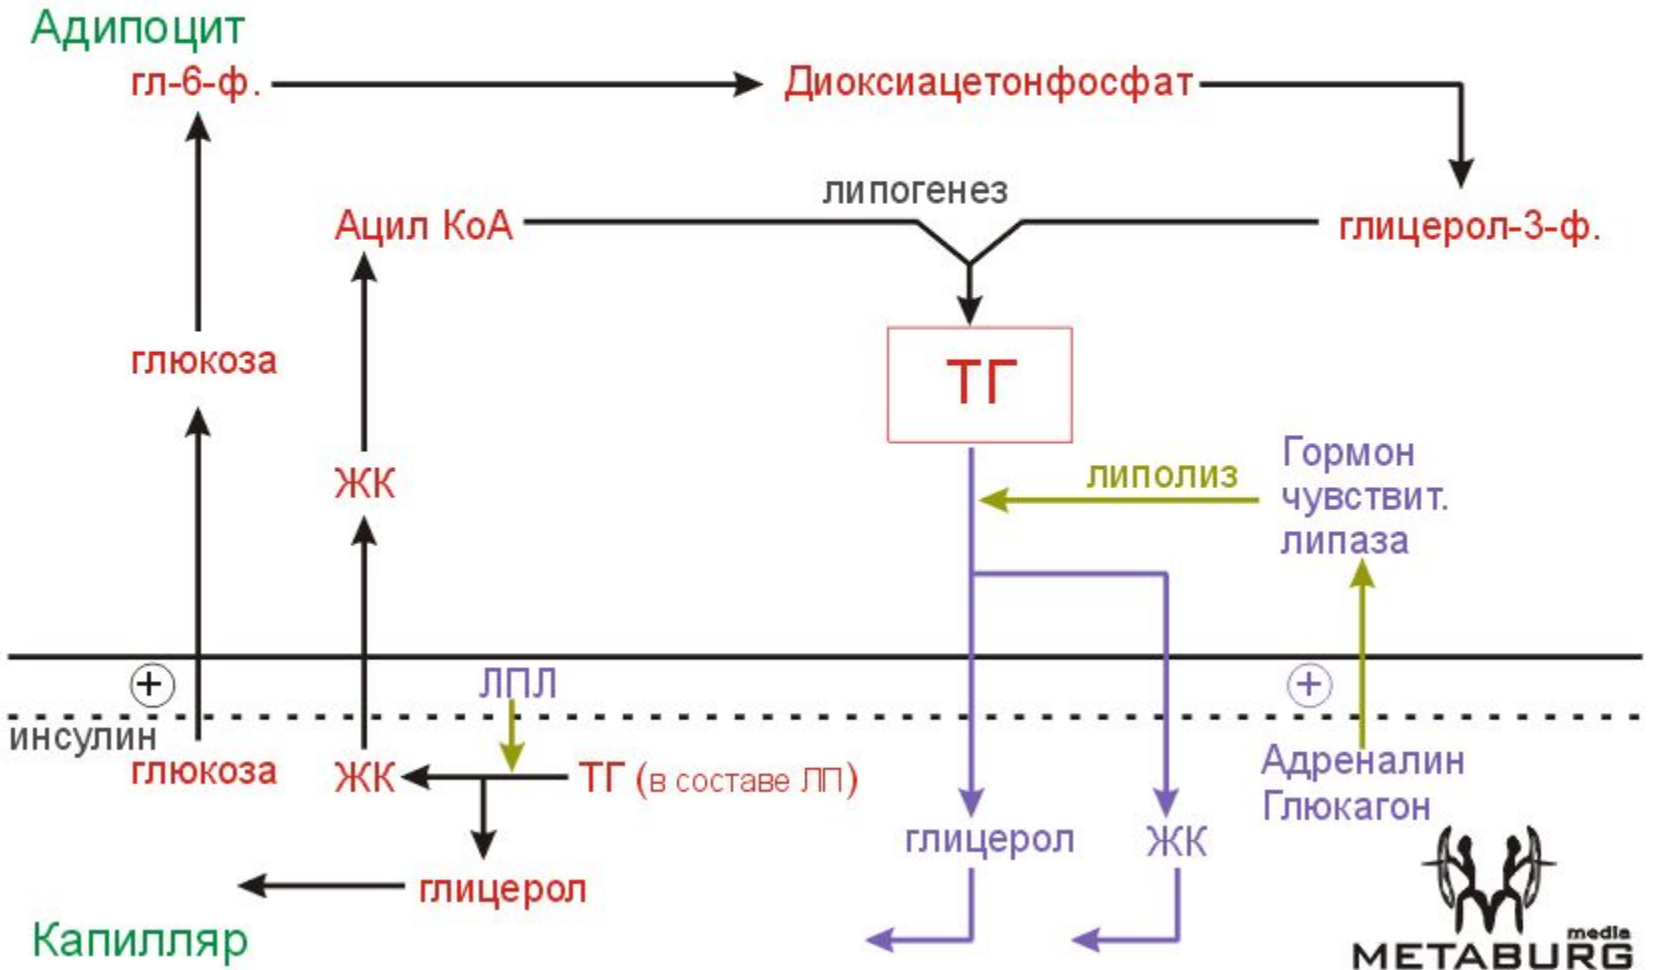 Адипоцит
гл-6-ф.
Диоксиацетонфосфат
липогенез
Ацил КоА
глицерол-3-ф.
глюкоза
ТГ
ЖК
липолиз
Гормон
чувствит.
липаза
+
ЛПЛ
+
инсулин
глюкоза
ЖК
ТГ (в составе ЛП)
Адреналин
Глюкагон
глицерол
ЖК
глицерол
Капилляр
media
METABURG